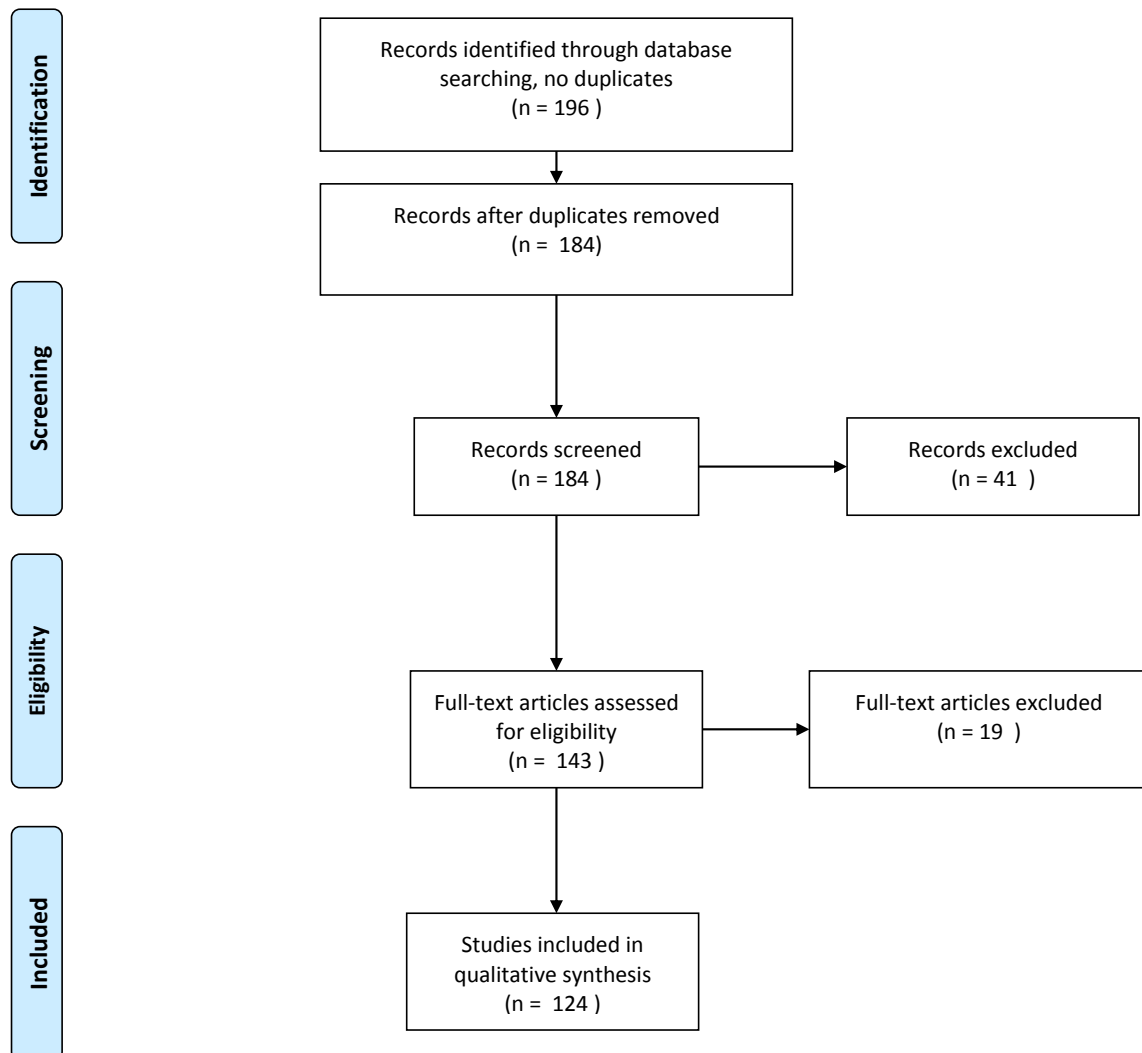 Identification
Records identified through database
searching, no duplicates
(n = 196 )
Records after duplicates removed
(n =  184)
Screening
Records screened
(n = 184 )
Records excluded
(n = 41  )
Eligibility
Full-text articles assessed
for eligibility
(n =  143 )
Full-text articles excluded
(n = 19  )
Included
Studies included in
qualitative synthesis
(n =  124 )